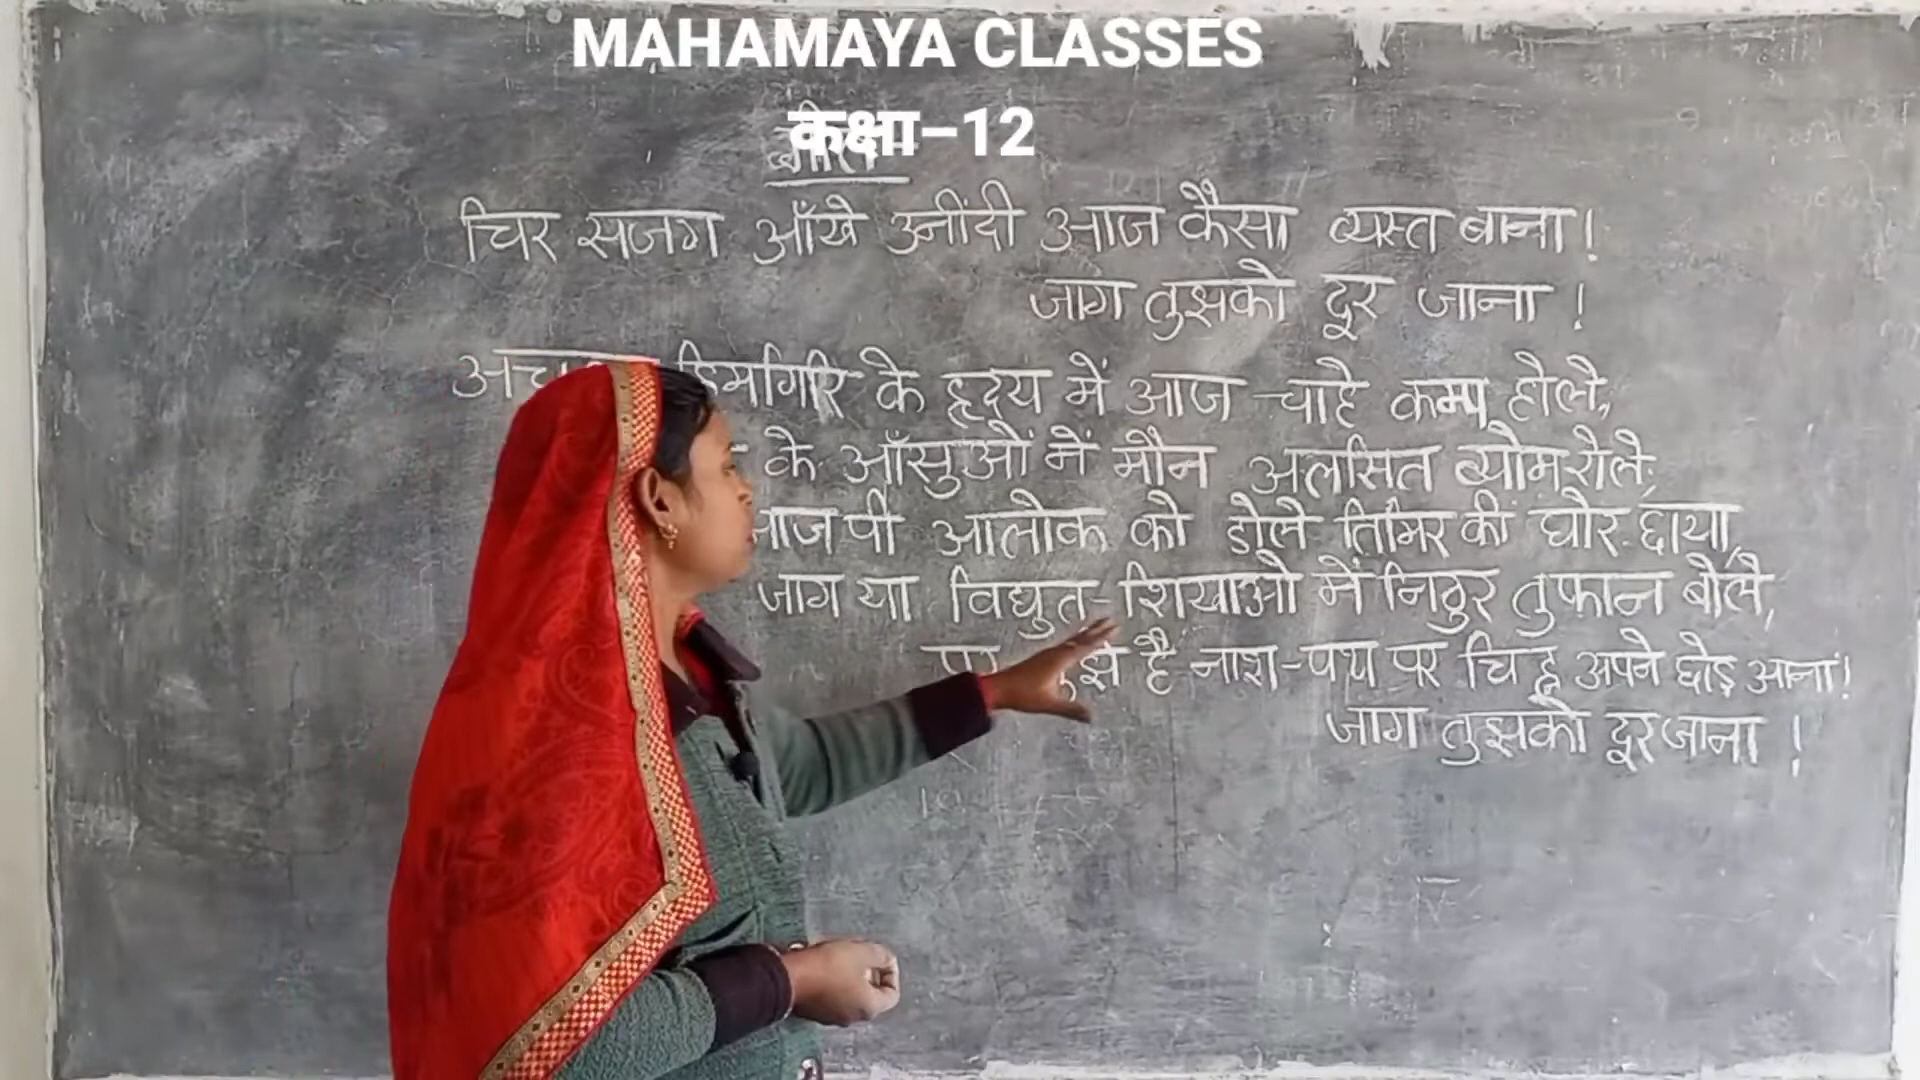 MAHAMAYA CLASSES
कक्षा–12
चिर सजग आँखे उनींदी आज कैसा व्यस्त बाना!
जाग तुझको दूर जाना!
हिमगिरि के हृदय में आज चाहे कम्प होले,
के आँसुओं में मौन अलसित व्योम रोले;
पी आलोक को डोले तिमिर की घोर छाया,
जाग या विद्युत-शिखाओ में निठुर तुफान बोले,
है नाश-पथ पर चिह्न अपने छोड़ आना!
जाग तुझको दूर जाना!